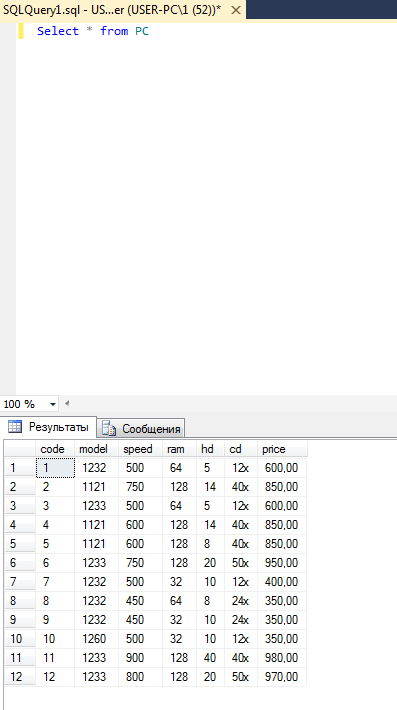 SQLQuery1.sql - US...er (USER-PC\1 (52))*
Select * from PC
100 %
Результаты Сообщения
code model speed ram hd cd price
1 1 1232 500 64 5 12x 600,00
2 2 1121 750 128 14 40x 850,00
3 3 1233 500 64 5 12x 600,00
4 4 1121 600 128 14 40x 850,00
5 5 1121 600 128 8 40x 850,00
6 6 1233 750 128 20 50x 950,00
7 7 1232 500 32 10 12x 400,00
8 8 1232 450 64 8 24x 350,00
9 9 1232 450 32 10 24x 350,00
10 10 1260 500 32 10 12x 350,00
11 11 1233 900 128 40 40x 980,00
12 12 1233 800 128 20 50x 970,00